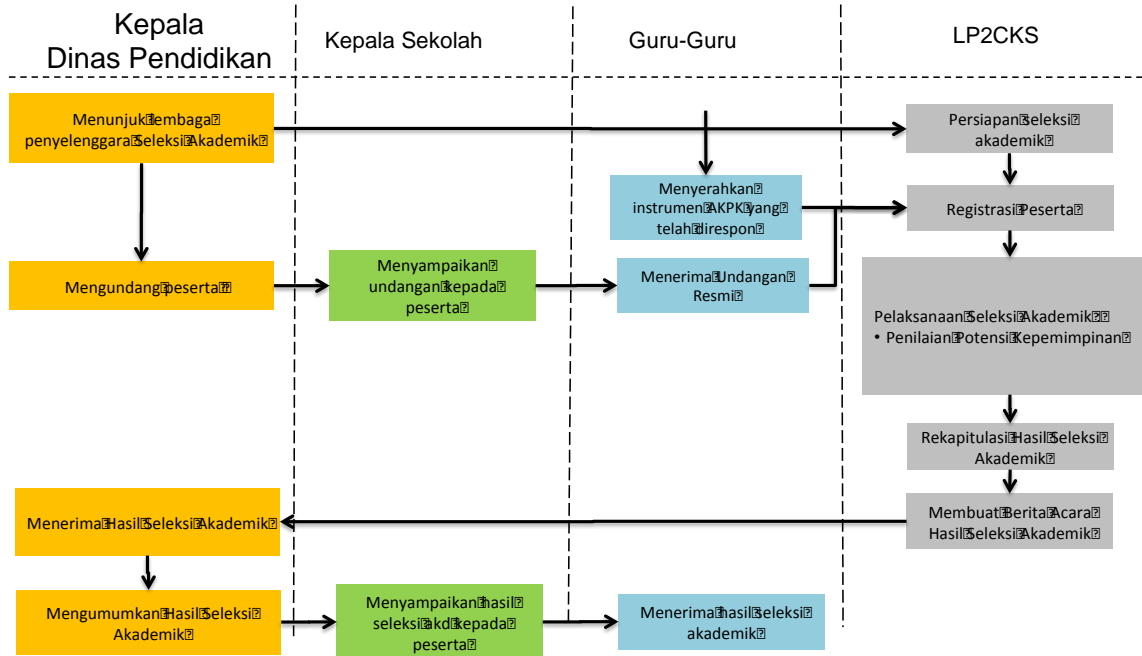 Kepala
Dinas Pendidikan
Kepala Sekolah
Guru-Guru
LP2CKS
Menunjuk lembaga
penyelenggara Seleksi Akademik
Persiapan seleksi
akademik
Menyerahkan
instrumen AKPK yang
telah direspon
Registrasi Peserta
Mengundang peserta
Menyampaikan
undangan kepada
peserta
Menerima Undangan
Resmi
Pelaksanaan Seleksi Akademik
• Penilaian Potensi Kepemimpinan
Rekapitulasi Hasil Seleksi
Akademik
Menerima Hasil Seleksi Akademik
Membuat Berita Acara
Hasil Seleksi Akademik
Mengumumkan Hasil Seleksi
Akademik
Menyampaikan hasil
seleksi akd kepada
peserta
Menerima hasil seleksi
akademik